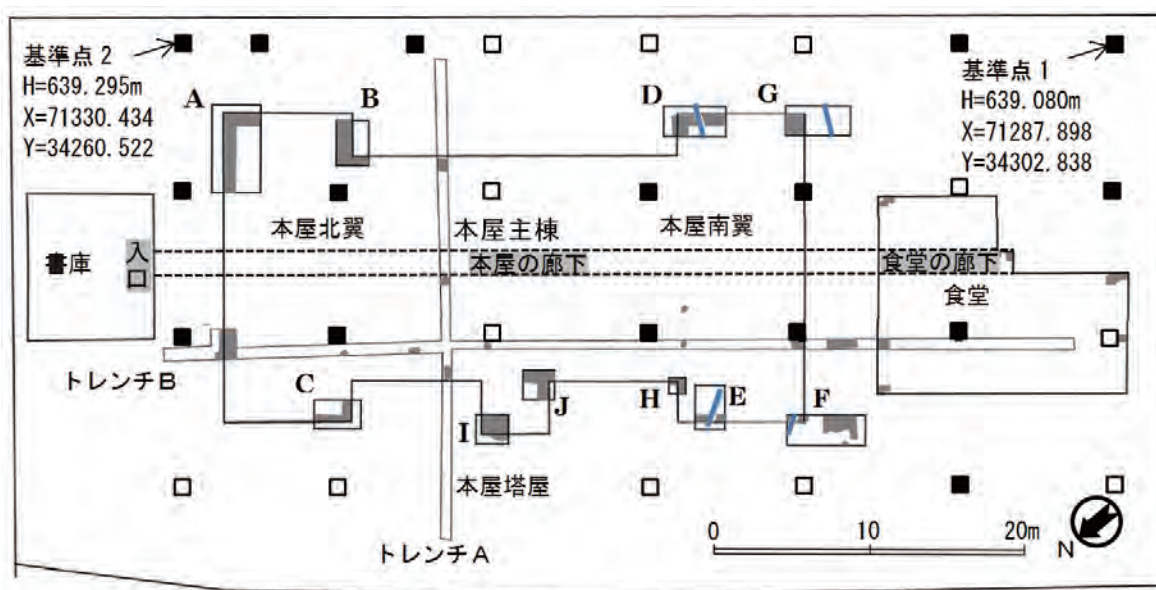 基準点2
H=639.295m
X=71330.434
Y=34260.522
A
B
D
G
基準点1
H=639.080m
X=71287.898
Y=34302.838
本屋北翼
本屋主棟
本屋南翼
書庫
入口
本屋の廊下
食堂の廊下
食堂
トレンチB
C
J
H
E
F
I
本屋塔屋
トレンチA
0
10
20m
N